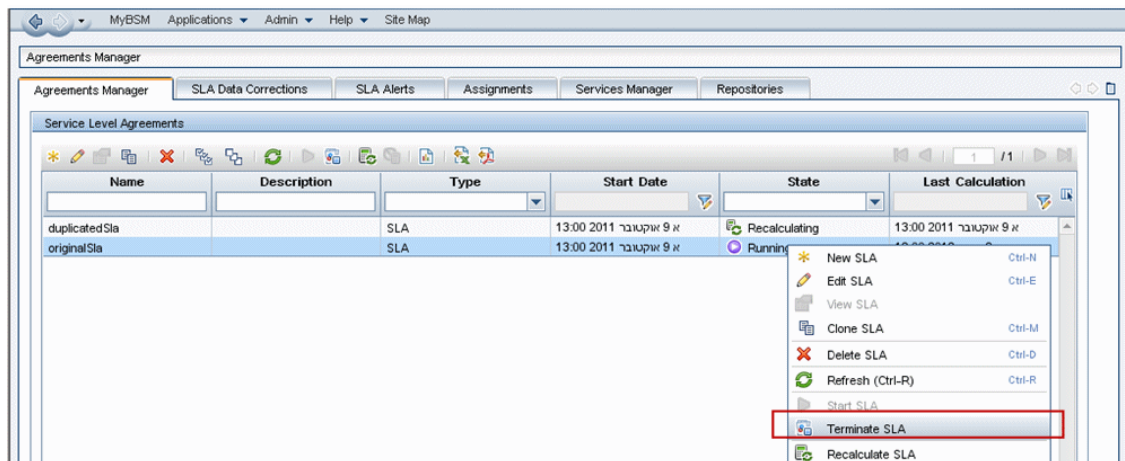 MyBSM Applications Admin Help Site Map
Agreements Manager
Agreements Manager SLA Data Corrections SLA Alerts Assignments Services Manager Repositories
Service Level Agreements
1 /1
Name Description Type Start Date State Last Calculation
duplicatedSla SLA א 9 אוקטובר 2011 13:00 Recalculating א 9 אוקטובר 2011 13:00
originalSla SLA א 9 אוקטובר 2011 13:00 Running
New SLA Ctrl-N
Edit SLA Ctrl-E
View SLA
Clone SLA Ctrl-M
Delete SLA Ctrl-D
Refresh (Ctrl-R) Ctrl-R
Start SLA
Terminate SLA
Recalculate SLA